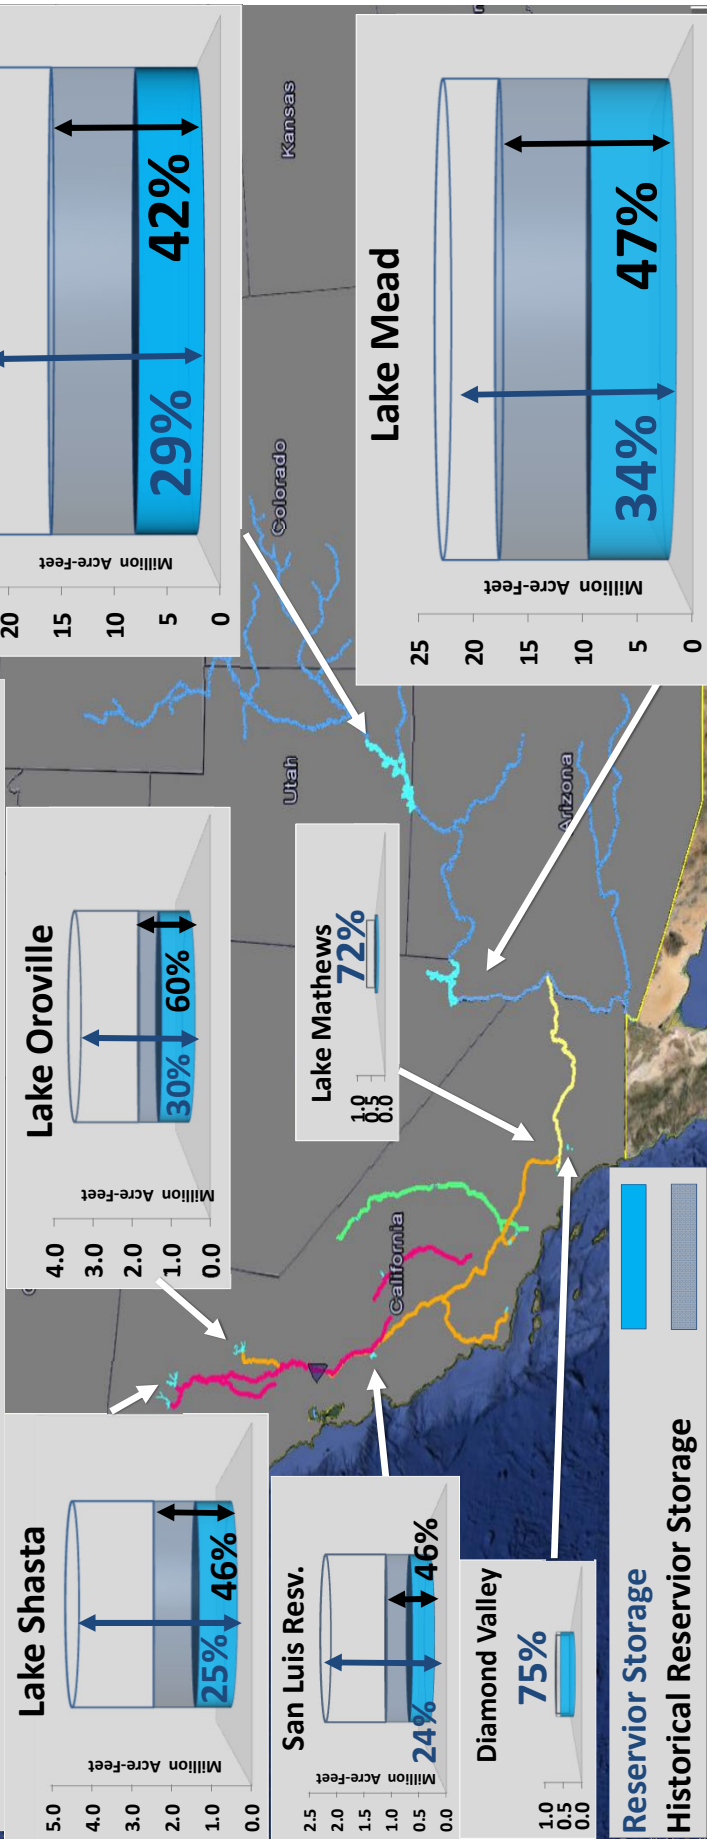 Lake Shasta
Million Acre-Feet
5.0
4.0
3.0
2.0
1.0
0.0
25%
46%
Lake Oroville
Million Acre-Feet
4.0
3.0
2.0
1.0
0.0
30%
60%
Million Acre-Feet
20
15
10
5
0
29%
42%
San Luis Resv.
Million Acre-Feet
2.5
2.0
1.5
1.0
0.5
0.0
24%
46%
Lake Mathews
1.0
0.5
0.0
72%
Utah
Colorado
Kansas
California
Arizona
Diamond Valley
1.0
0.5
0.0
75%
Lake Mead
Million Acre-Feet
25
20
15
10
5
0
34%
47%
Reservior Storage
Historical Reservior Storage